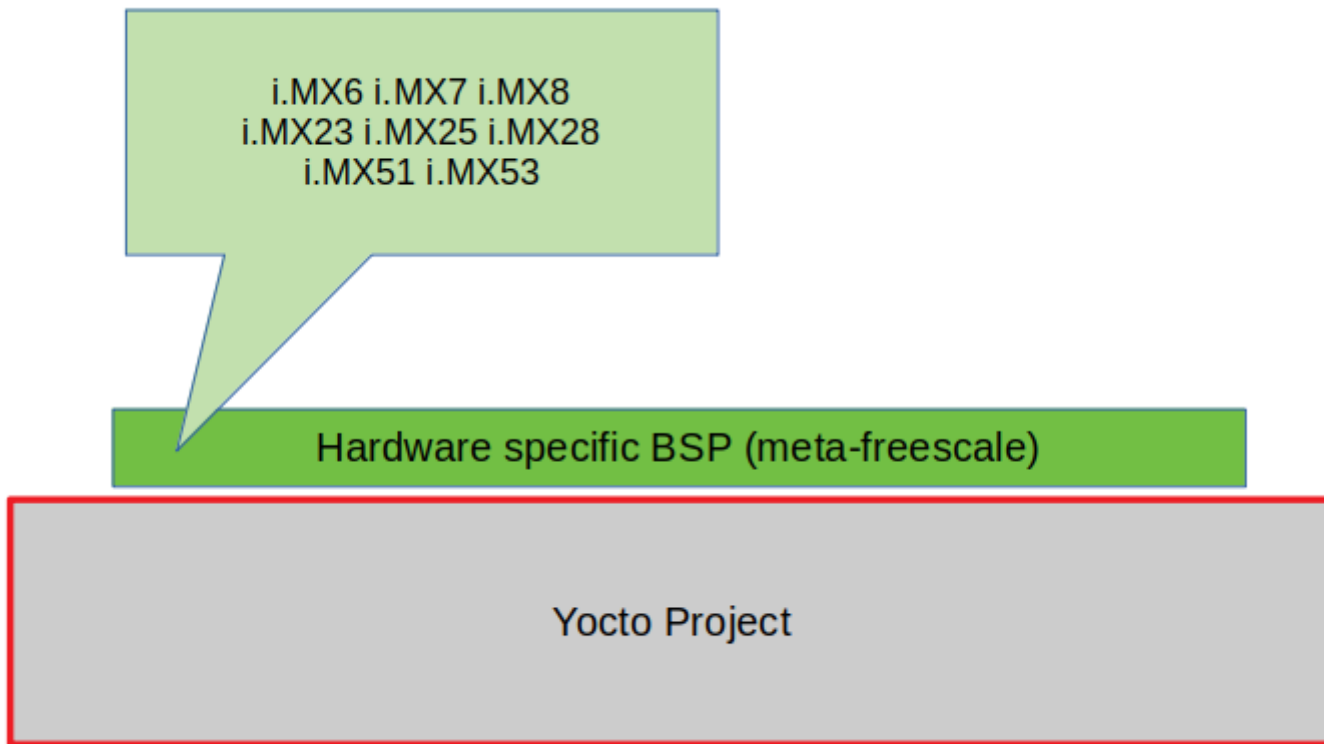 i.MX6 i.MX7 i.MX8
i.MX23 i.MX25 i.MX28
i.MX51 i.MX53
Hardware specific BSP (meta-freescale)
Yocto Project